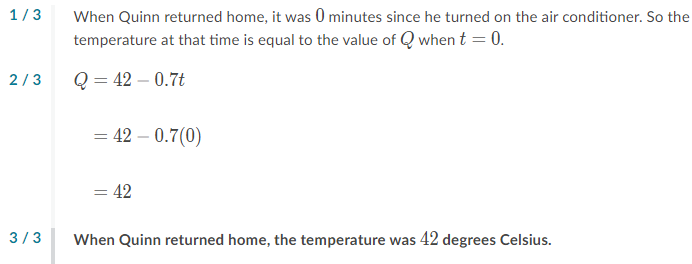 1 / 3 When Quinn returned home, it was 0 minutes since he turned on the air conditioner. So the
temperature at that time is equal to the value of Q when t = 0.
2 / 3 Q = 42 – 0.7t
= 42 – 0.7(0)
= 42
3 / 3 When Quinn returned home, the temperature was 42 degrees Celsius.